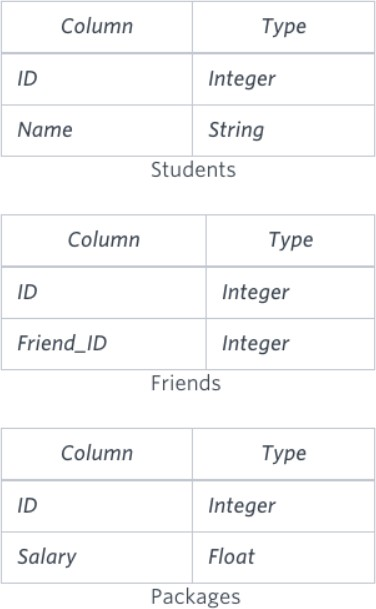 Column Type
ID Integer
Name String
Students
Column Type
ID Integer
Friend_ID Integer
Friends
Column Type
ID Integer
Salary Float
Packages